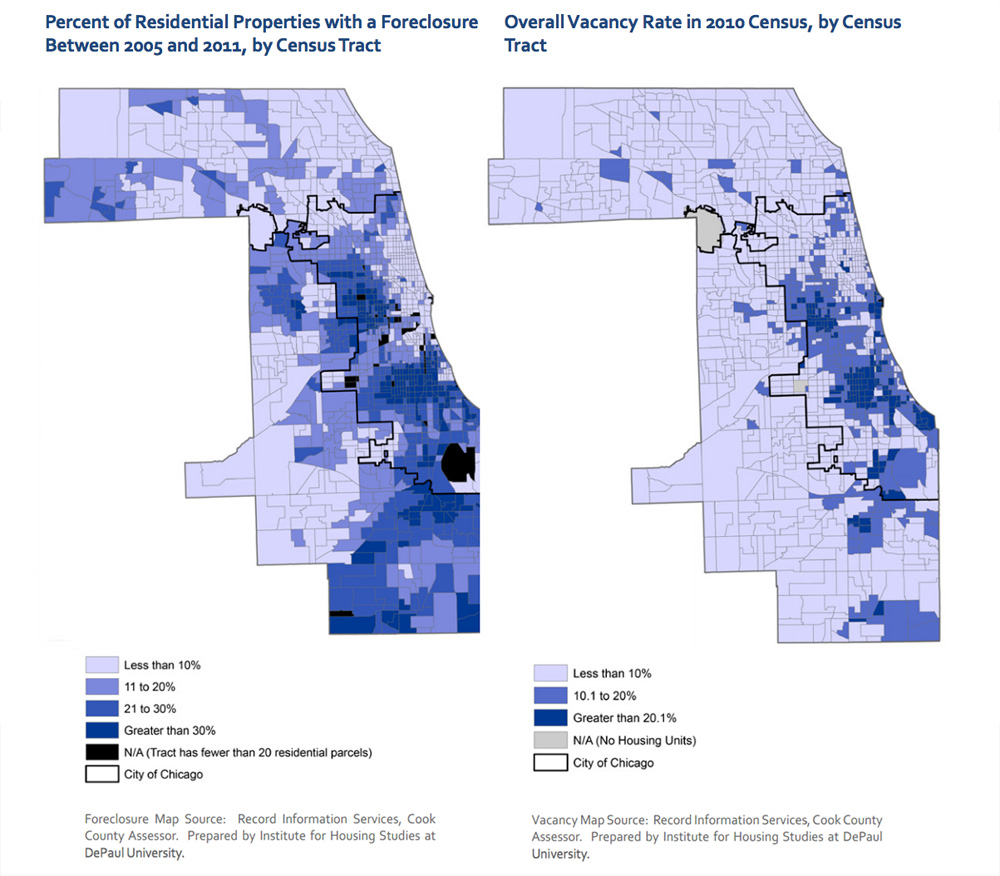 Percent of Residential Properties with a Foreclosure
Between 2005 and 2011, by Census Tract
Less than 10%
11 to 20%
21 to 30%
Greater than 30%
N/A (Tract has fewer than 20 residential parcels)
City of Chicago
Foreclosure Map Source: Record Information Services, Cook
County Assessor. Prepared by Institute for Housing Studies at
DePaul University.
Overall Vacancy Rate in 2010 Census, by Census
Tract
Less than 10%
10.1 to 20%
Greater than 20.1%
N/A (No Housing Units)
City of Chicago
Vacancy Map Source: Record Information Services, Cook County
Assessor. Prepared by Institute for Housing Studies at DePaul
University.